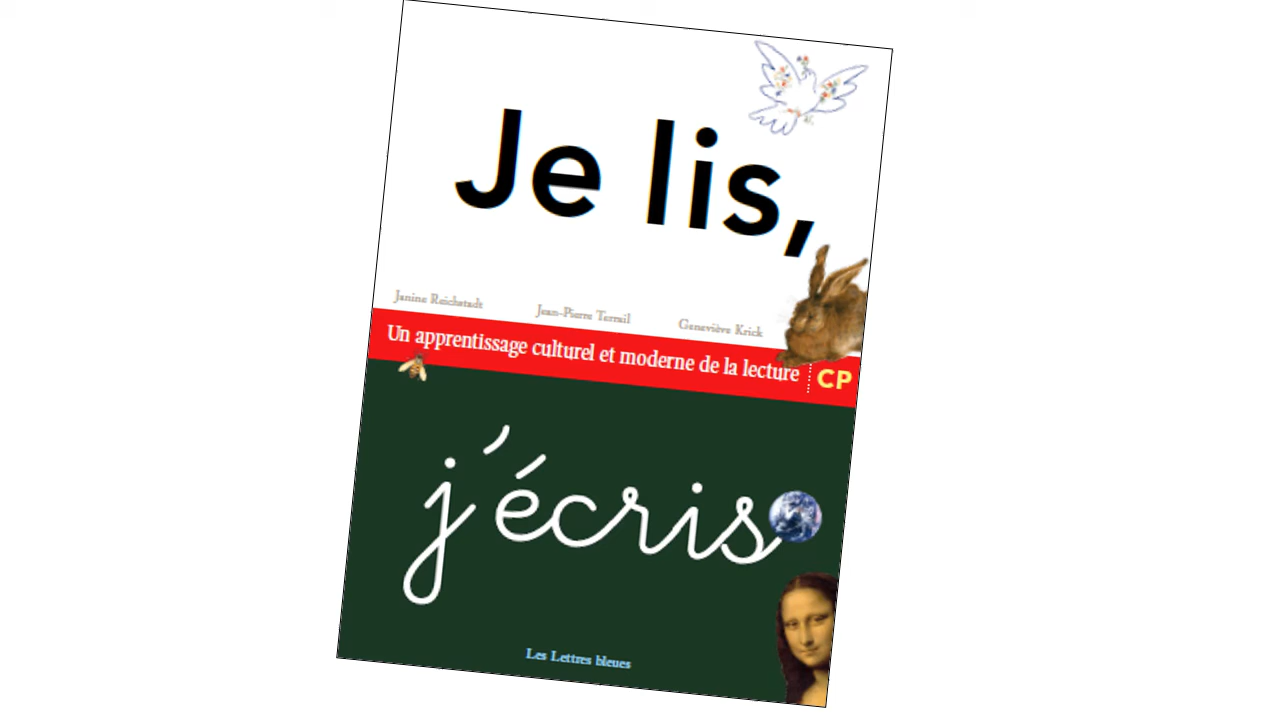 Je lis,
Janine Reichstadt Jean-Pierre Terrail Geneviève Krick
Un apprentissage culturel et moderne de la lecture CP
j'écris
Les Lettres bleues